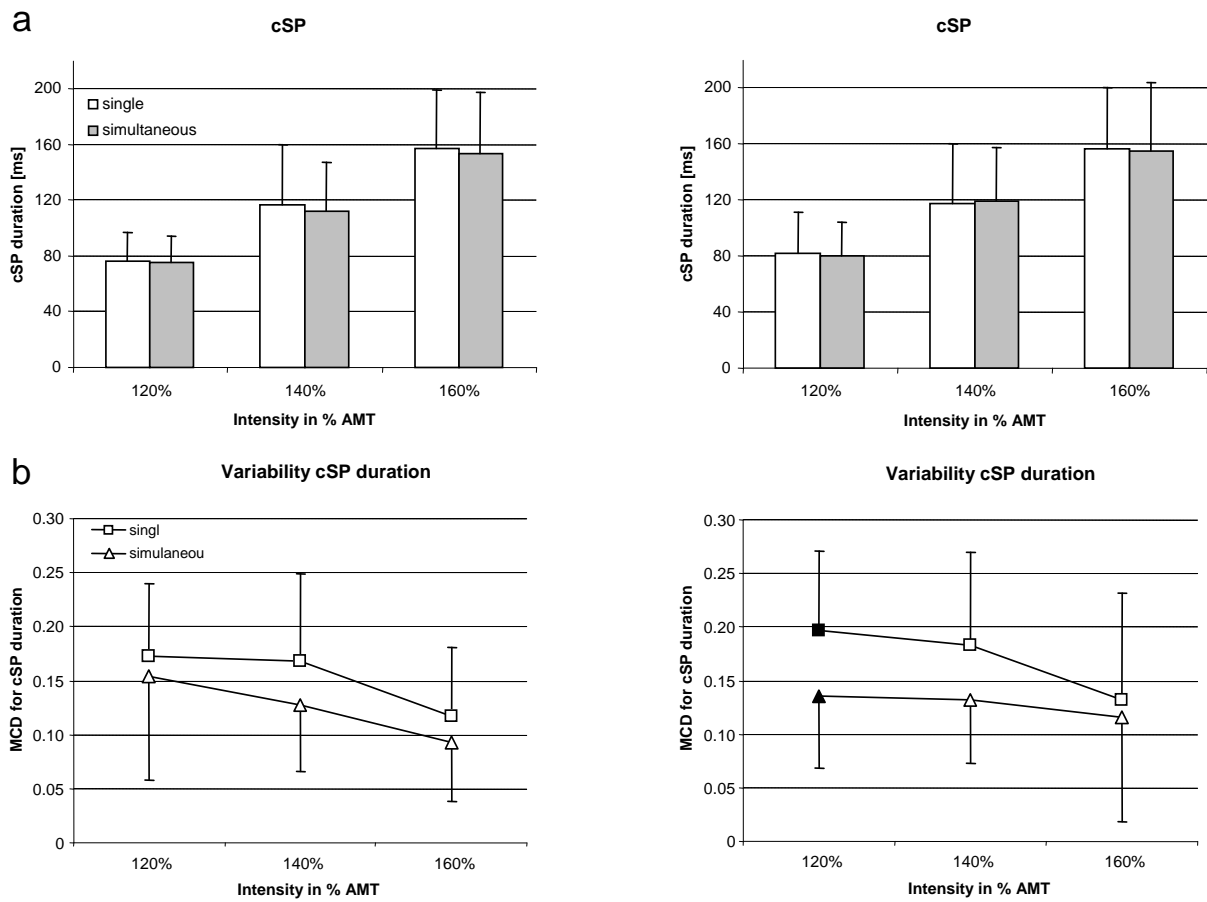 a
cSP
200
160
120
80
40
0
cSP duration [ms]
single
simultaneous
120%
140%
160%
Intensity in % AMT
cSP
200
160
120
80
40
0
cSP duration [ms]
120%
140%
160%
Intensity in % AMT
b
Variability cSP duration
0.30
0.25
0.20
0.15
0.10
0.05
0
MCD for cSP duration
singl
simulaneou
120%
140%
160%
Intensity in % AMT
Variability cSP duration
0.30
0.25
0.20
0.15
0.10
0.05
0
MCD for cSP duration
120%
140%
160%
Intensity in % AMT